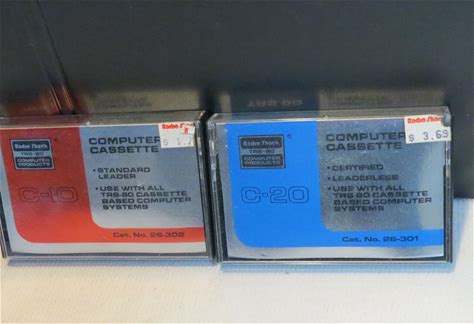 Radio Shack
$ 1.
Radio Shack
TRS-80
COMPUTER
PRODUCTS
COMPUTER
CASSETTE
• STANDARD
LEADER
• USE WITH ALL
TRS-80 CASSETTE
BASED COMPUTER
SYSTEMS
C-10
Cat. No. 26-302
Radio Shack
$ 3.69
Radio Shack
TRS-80
COMPUTER
PRODUCTS
®
COMPUTER
CASSETTE
• CERTIFIED
• LEADERLESS
• USE WITH ALL
TRS-80 CASSETTE
BASED COMPUTER
SYSTEMS
C-20
Cat. No. 26-301